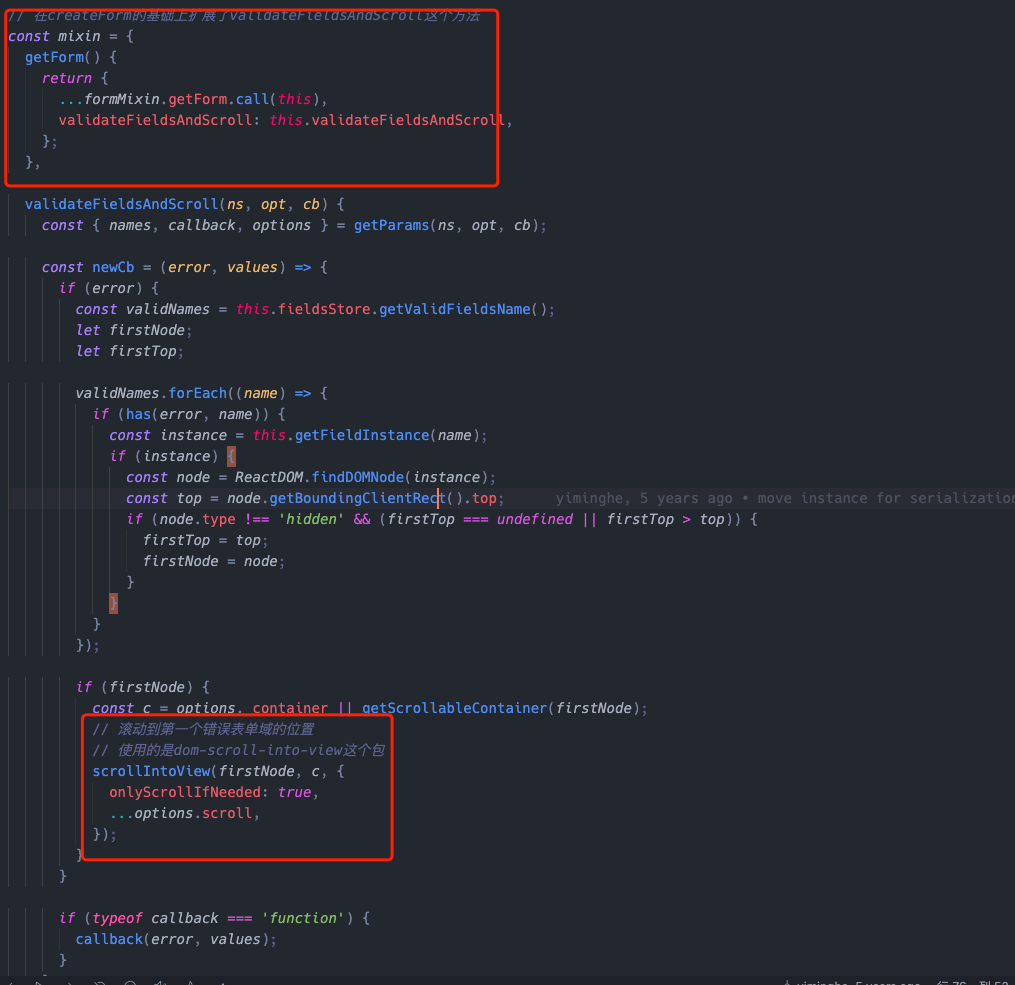 // 在createForm的基础上扩展了validateFieldsAndScroll这个方法
const mixin = {
  getForm() {
    return {
      ...formMixin.getForm.call(this),
      validateFieldsAndScroll: this.validateFieldsAndScroll,
    };
  },
  validateFieldsAndScroll(ns, opt, cb) {
    const { names, callback, options } = getParams(ns, opt, cb);
    const newCb = (error, values) => {
      if (error) {
        const validNames = this.fieldsStore.getValidFieldsName();
        let firstNode;
        let firstTop;
        validNames.forEach((name) => {
          if (has(error, name)) {
            const instance = this.getFieldInstance(name);
            if (instance) {
              const node = ReactDOM.findDOMNode(instance);
              const top = node.getBoundingClientRect().top; yiminghe, 5 years ago • move instance for serialization
              if (node.type !== 'hidden' && (firstTop === undefined || firstTop > top)) {
                firstTop = top;
                firstNode = node;
              }
            }
          }
        });
        if (firstNode) {
          const c = options. container || getScrollableContainer(firstNode);
          // 滚动到第一个错误表单域的位置
          // 使用的是dom-scroll-into-view这个包
          scrollIntoView(firstNode, c, {
            onlyScrollIfNeeded: true,
            ...options.scroll,
          });
        }
      }
      if (typeof callback === 'function') {
        callback(error, values);
      }